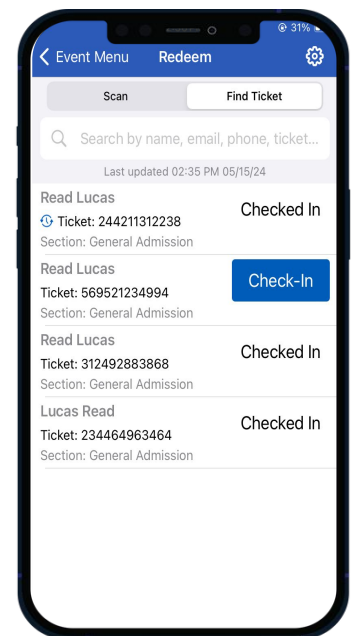 31%
Event Menu Redeem
Scan Find Ticket
Search by name, email, phone, ticket...
Last updated 02:35 PM 05/15/24
Read Lucas
Ticket: 244211312238 Checked In
Section: General Admission
Read Lucas
Ticket: 569521234994 Check-In
Section: General Admission
Read Lucas
Ticket: 312492883868 Checked In
Section: General Admission
Lucas Read
Ticket: 234464963464 Checked In
Section: General Admission